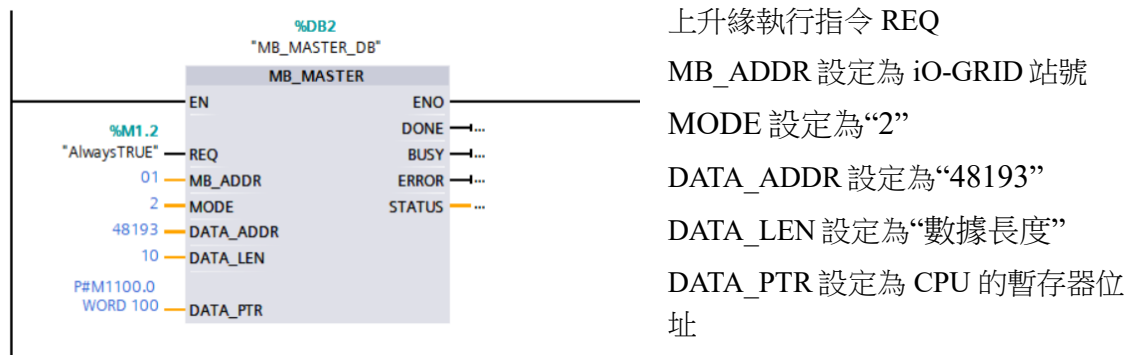 %DB2
"MB_MASTER_DB"
MB_MASTER
EN ENO
DONE ...
%M1.2
"AlwaysTRUE" REQ BUSY ...
01 MB_ADDR ERROR ...
2 MODE STATUS ...
48193 DATA_ADDR
10 DATA_LEN
P#M1100.0
WORD 100 DATA_PTR
上升緣執行指令 REQ
MB_ADDR 設定為 iO-GRID 站號
MODE 設定為“2”
DATA_ADDR 設定為“48193”
DATA_LEN 設定為“數據長度”
DATA_PTR 設定為 CPU 的暫存器位
址